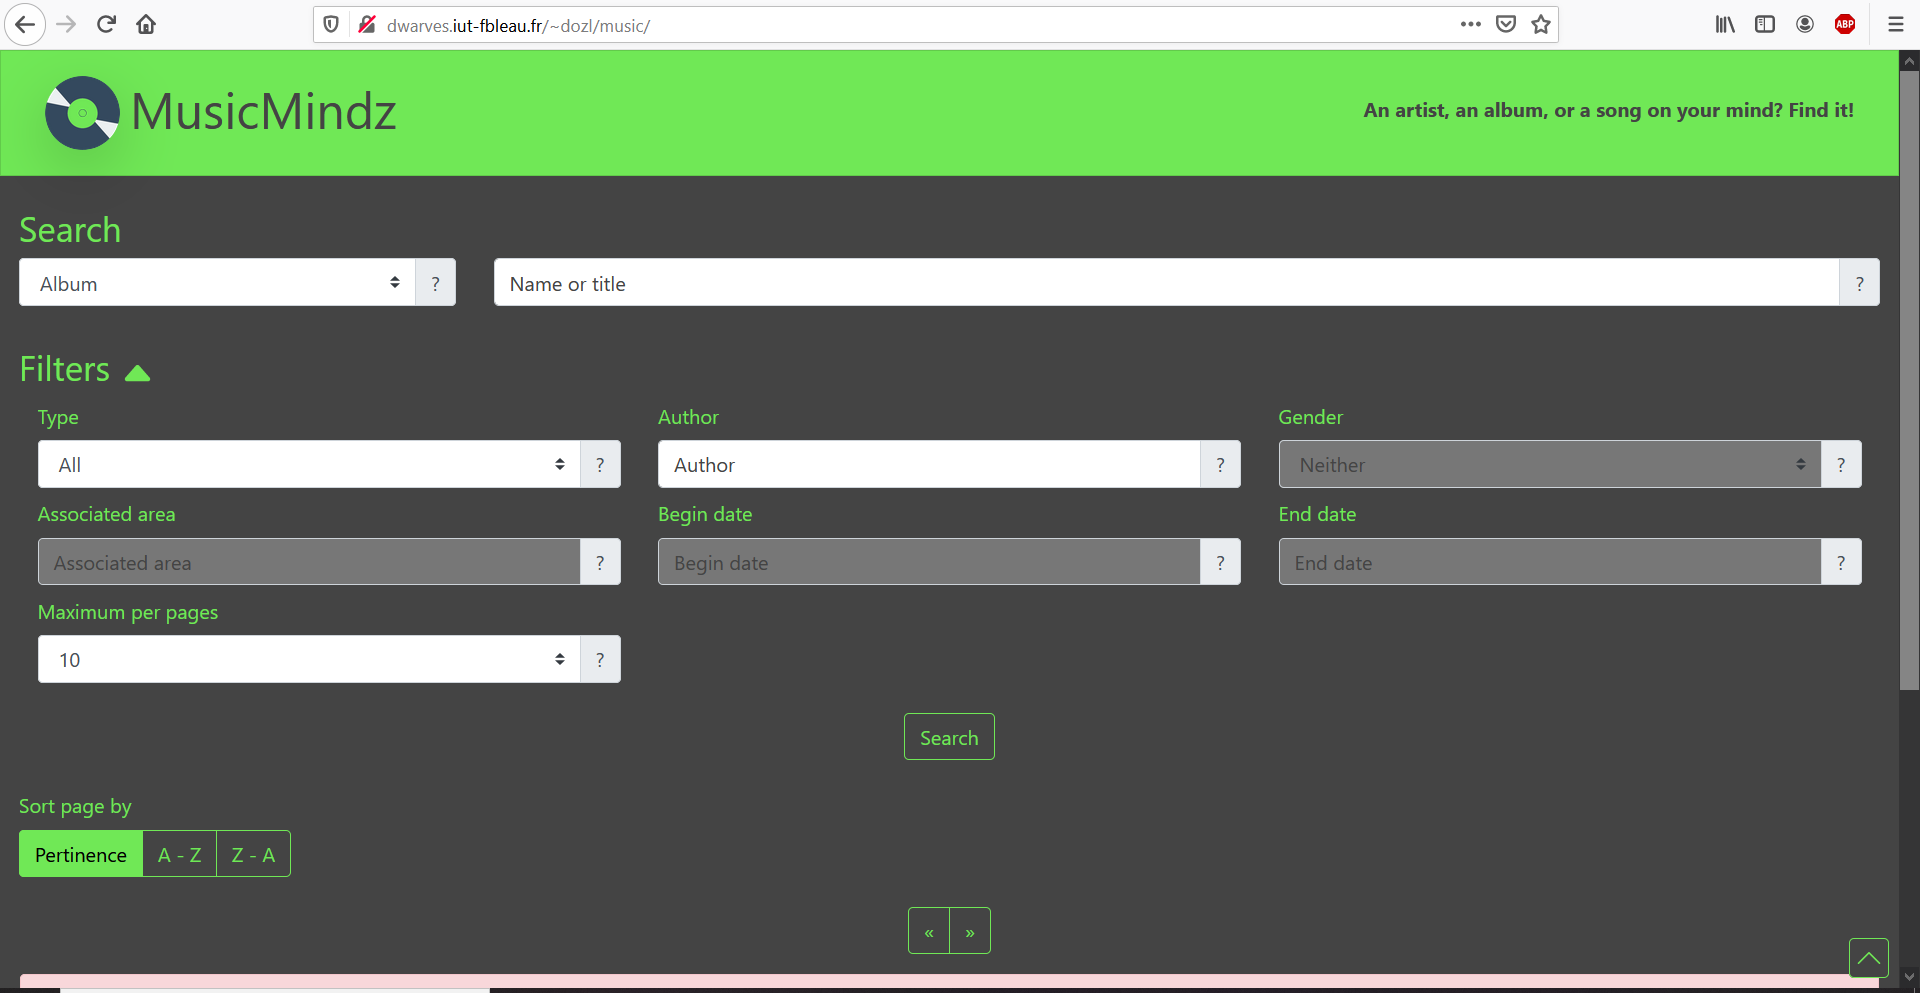 dwarves.iut-fbleau.fr/~dozl/music/
ABP
MusicMindz
An artist, an album, or a song on your mind? Find it!
Search
Album ? Name or title ?
Filters
Type Author Gender
All ? Author ? Neither ?
Associated area Begin date End date
Associated area ? Begin date ? End date ?
Maximum per pages
10 ?
Search
Sort page by
Pertinence A - Z Z - A
« »